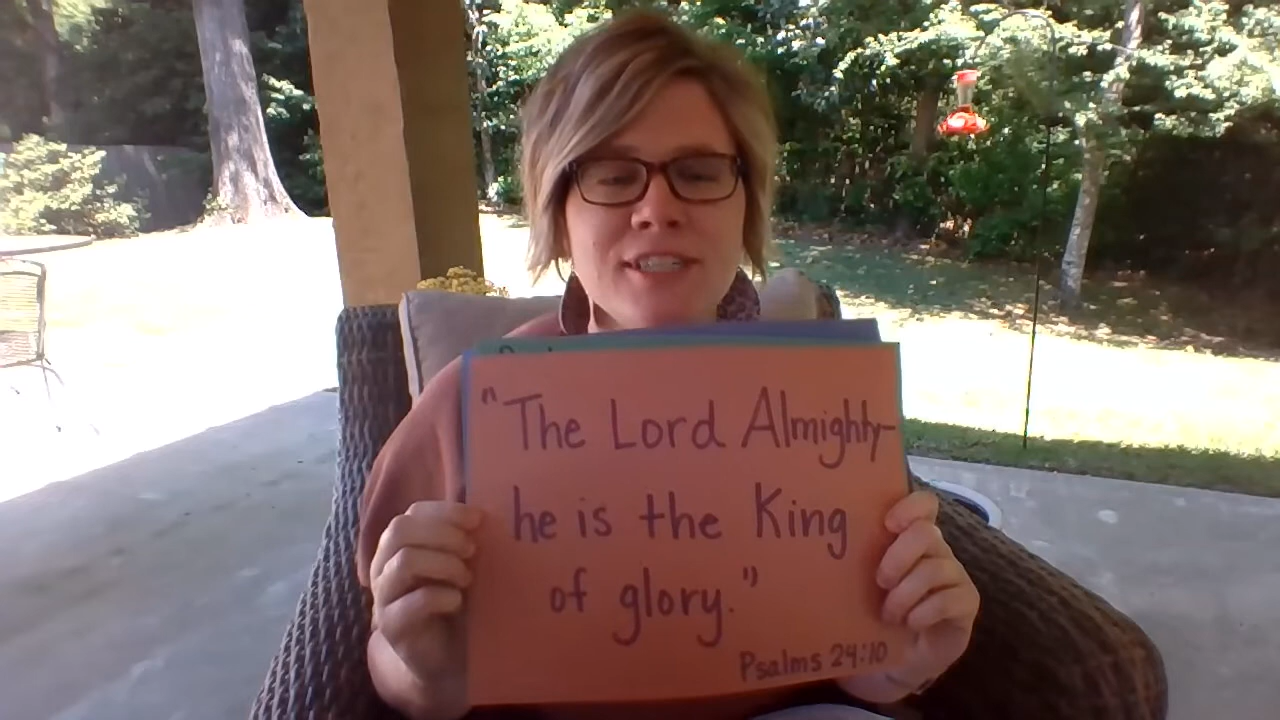 "The Lord Almighty-
he is the King
of glory."
Psalms 24:10